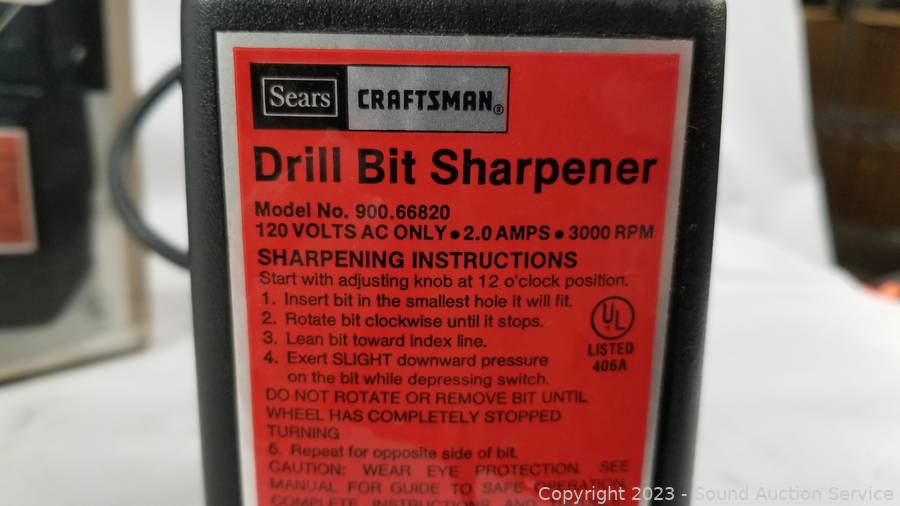 Sears CRAFTSMAN®
Drill Bit Sharpener
Model No. 900.66820
120 VOLTS AC ONLY • 2.0 AMPS • 3000 RPM
SHARPENING INSTRUCTIONS
Start with adjusting knob at 12 o'clock position.
1. Insert bit in the smallest hole it will fit.
2. Rotate bit clockwise until it stops.
3. Lean bit toward index line.
4. Exert SLIGHT downward pressure
on the bit while depressing switch.
UL
LISTED
406A
DO NOT ROTATE OR REMOVE BIT UNTIL
WHEEL HAS COMPLETELY STOPPED
TURNING
5. Repeat for opposite side of bit.
CAUTION: WEAR EYE PROTECTION. SEE
MANUAL FOR GUIDE TO SAFE OPERATION,
COMPLETE INSTRUCTIONS AND
Copyright 2023 - Sound Auction Service